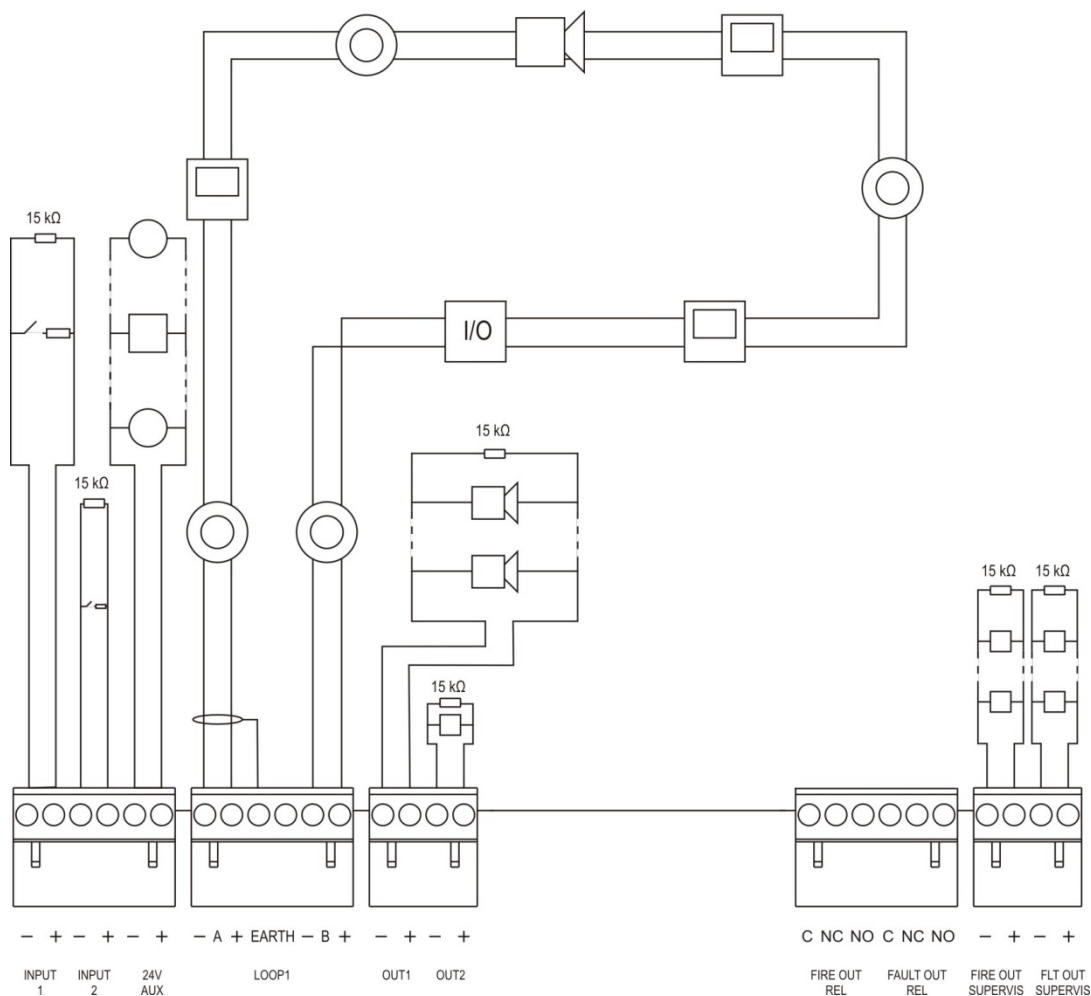 15 kΩ
I/O
15 kΩ
15 kΩ
15 kΩ
15 kΩ
15 kΩ
− + − + − +
− A + EARTH − B +
− + − +
C NC NO C NC NO
− + − +
INPUT
1
INPUT
2
24V
AUX
LOOP1
OUT1
OUT2
FIRE OUT
REL
FAULT OUT
REL
FIRE OUT
SUPERVIS
FLT OUT
SUPERVIS